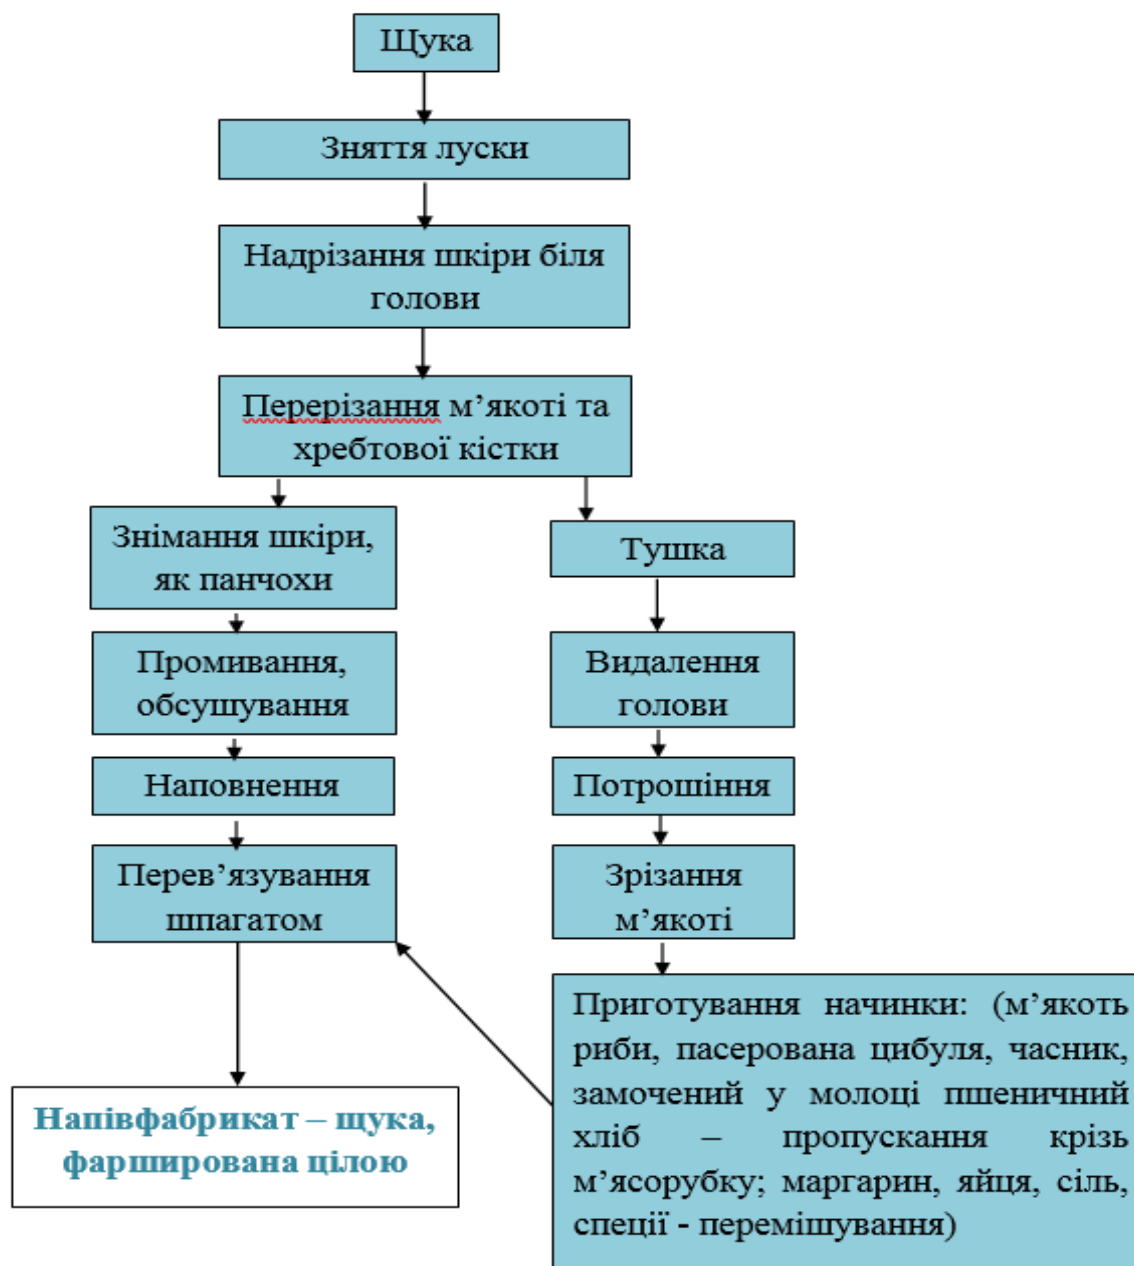 Щука
Зняття луски
Надрізання шкіри біля
голови
Перерізання м’якоті та
хребтової кістки
Знімання шкіри,
як панчохи
Промивання,
обсушування
Наповнення
Перев’язування
шпагатом
Напівфабрикат – щука,
фарширована цілою
Тушка
Видалення
голови
Потрошіння
Зрізання
м’якоті
Приготування начинки: (м’якоть
риби, пасерована цибуля, часник,
замочений у молоці пшеничний
хліб – пропускання крізь
м’ясорубку; маргарин, яйця, сіль,
спеції - перемішування)